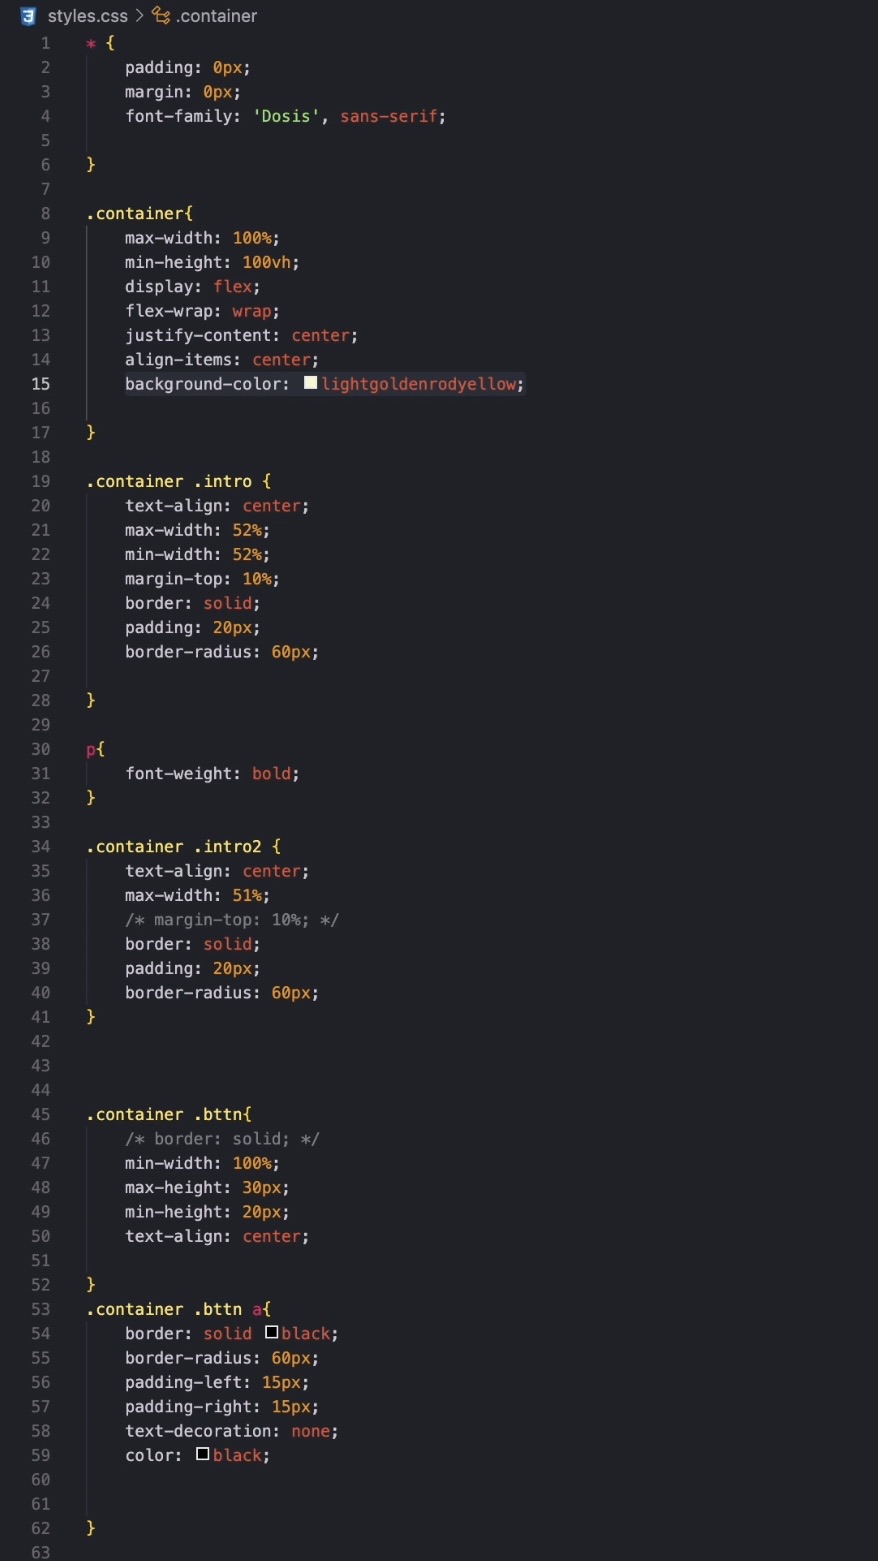 styles.css > .container
1 * {
2 padding: 0px;
3 margin: 0px;
4 font-family: 'Dosis', sans-serif;
5
6 }
7
8 .container{
9 max-width: 100%;
10 min-height: 100vh;
11 display: flex;
12 flex-wrap: wrap;
13 justify-content: center;
14 align-items: center;
15 background-color: lightgoldenrodyellow;
16
17 }
18
19 .container .intro {
20 text-align: center;
21 max-width: 52%;
22 min-width: 52%;
23 margin-top: 10%;
24 border: solid;
25 padding: 20px;
26 border-radius: 60px;
27
28 }
29
30 p{
31 font-weight: bold;
32 }
33
34 .container .intro2 {
35 text-align: center;
36 max-width: 51%;
37 /* margin-top: 10%; */
38 border: solid;
39 padding: 20px;
40 border-radius: 60px;
41 }
42
43
44
45 .container .bttn{
46 /* border: solid; */
47 min-width: 100%;
48 max-height: 30px;
49 min-height: 20px;
50 text-align: center;
51
52 }
53 .container .bttn a{
54 border: solid black;
55 border-radius: 60px;
56 padding-left: 15px;
57 padding-right: 15px;
58 text-decoration: none;
59 color: black;
60
61
62 }
63